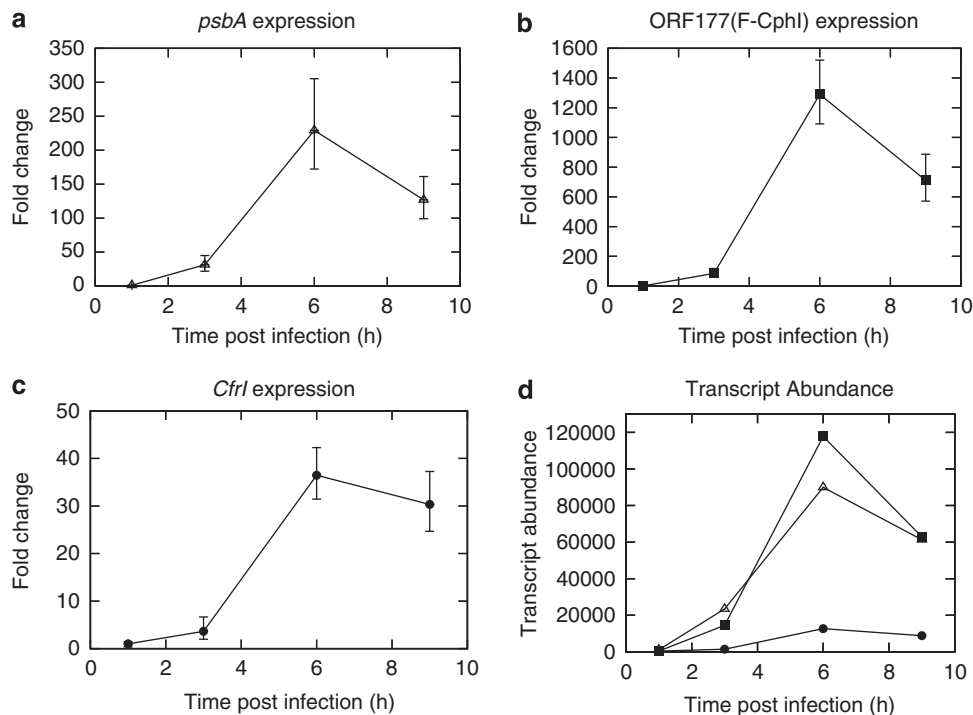 a
psbA expression
350
300
250
200
150
100
50
0
Fold change
0 2 4 6 8 10
Time post infection (h)
b
ORF177(F-CphI) expression
1600
1400
1200
1000
800
600
400
200
0
Fold change
0 2 4 6 8 10
Time post infection (h)
c
CfrI expression
50
40
30
20
10
0
Fold change
0 2 4 6 8 10
Time post infection (h)
d
Transcript Abundance
120000
100000
80000
60000
40000
20000
0
Transcript abundance
0 2 4 6 8 10
Time post infection (h)